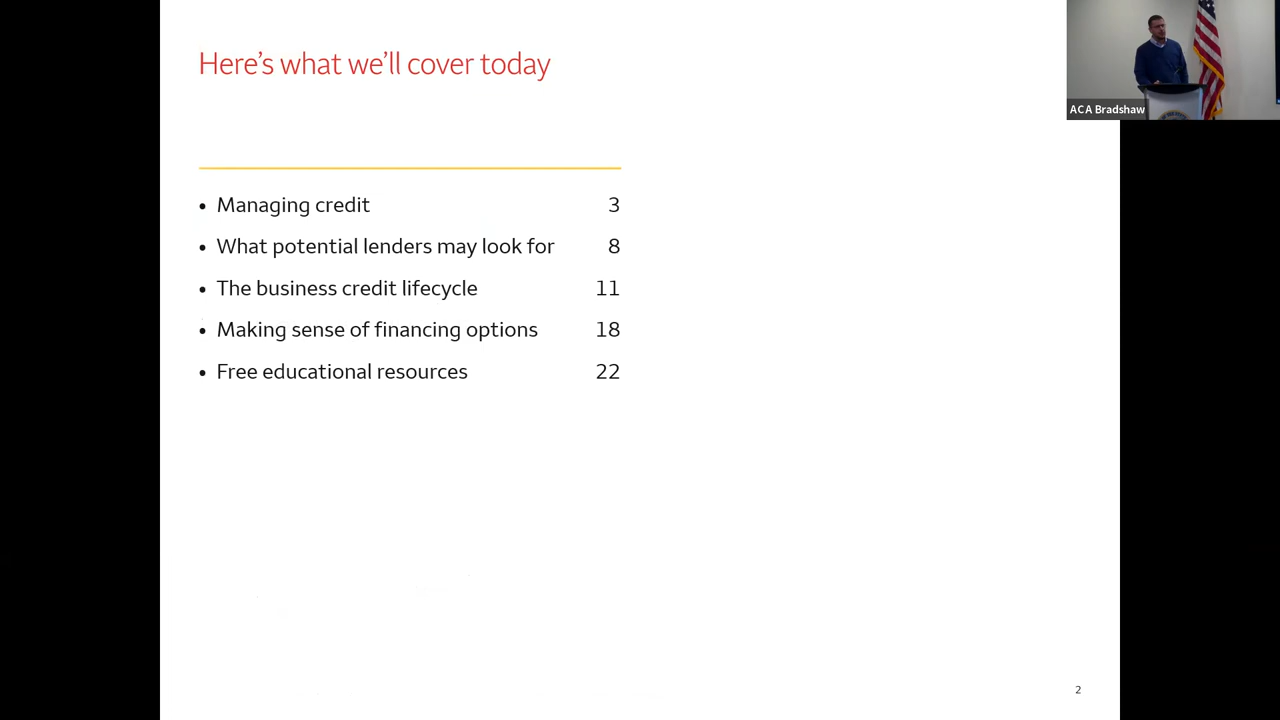 Here's what we'll cover today
ACA Bradshaw
• Managing credit 3
• What potential lenders may look for 8
• The business credit lifecycle 11
• Making sense of financing options 18
• Free educational resources 22
2